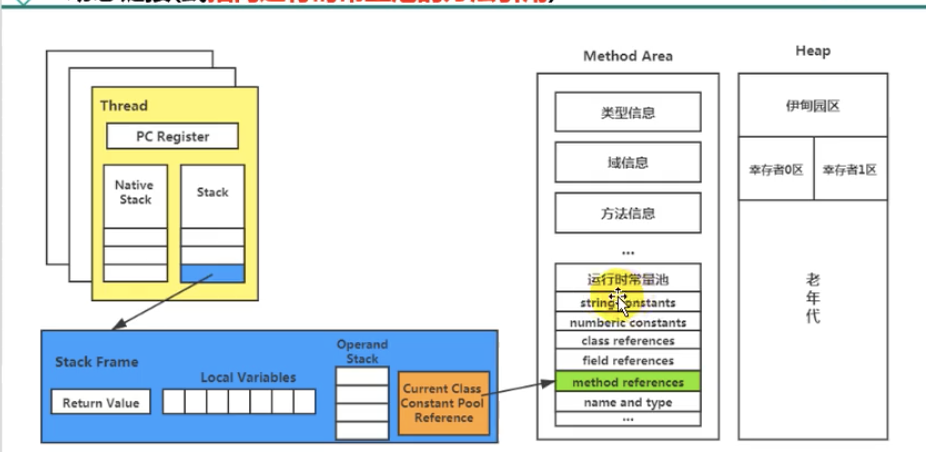 Thread
PC Register
Native
Stack
Stack
Stack Frame
Return Value
Local Variables
Operand
Stack
Current Class
Constant Pool
Reference
Method Area
类型信息
域信息
方法信息
...
运行时常量池
string constants
numberic constants
class references
field references
method references
name and type
...
Heap
伊甸园区
幸存者0区
幸存者1区
老
年
代